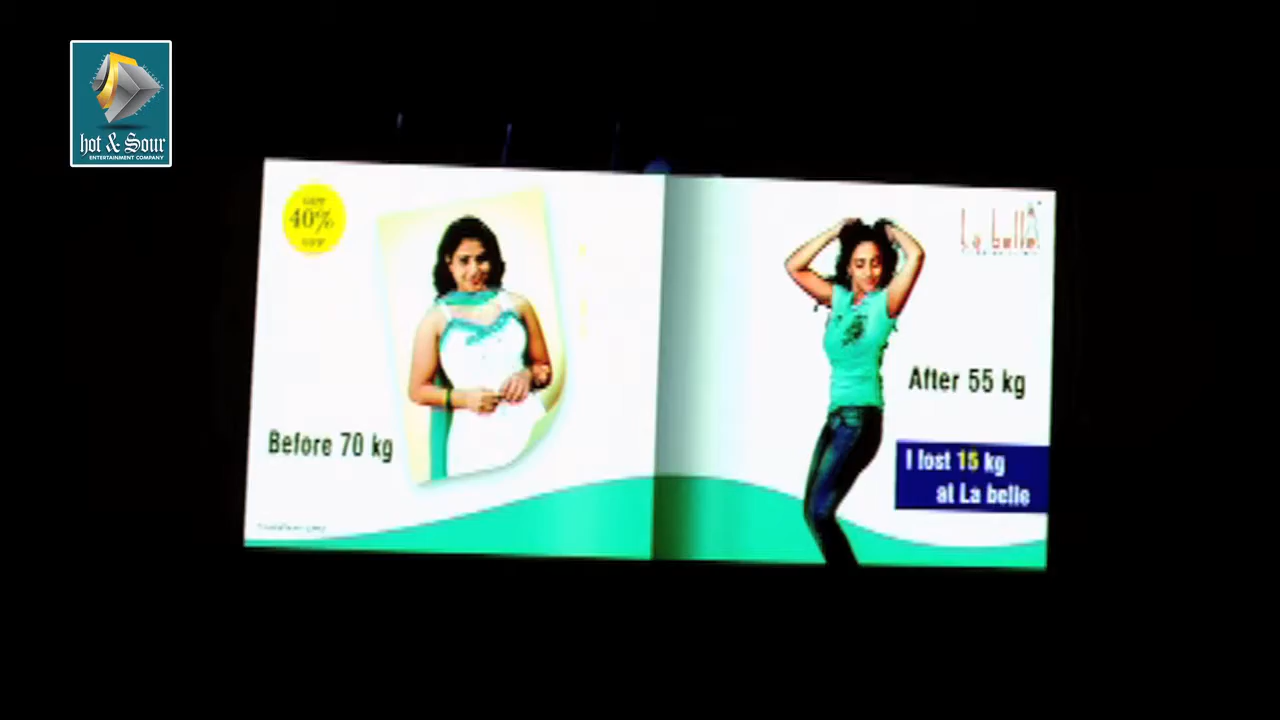 hot & Sour
ENTERTAINMENT COMPANY
40%
la belle
After 55 kg
Before 70 kg
I lost 15 kg
at La belle